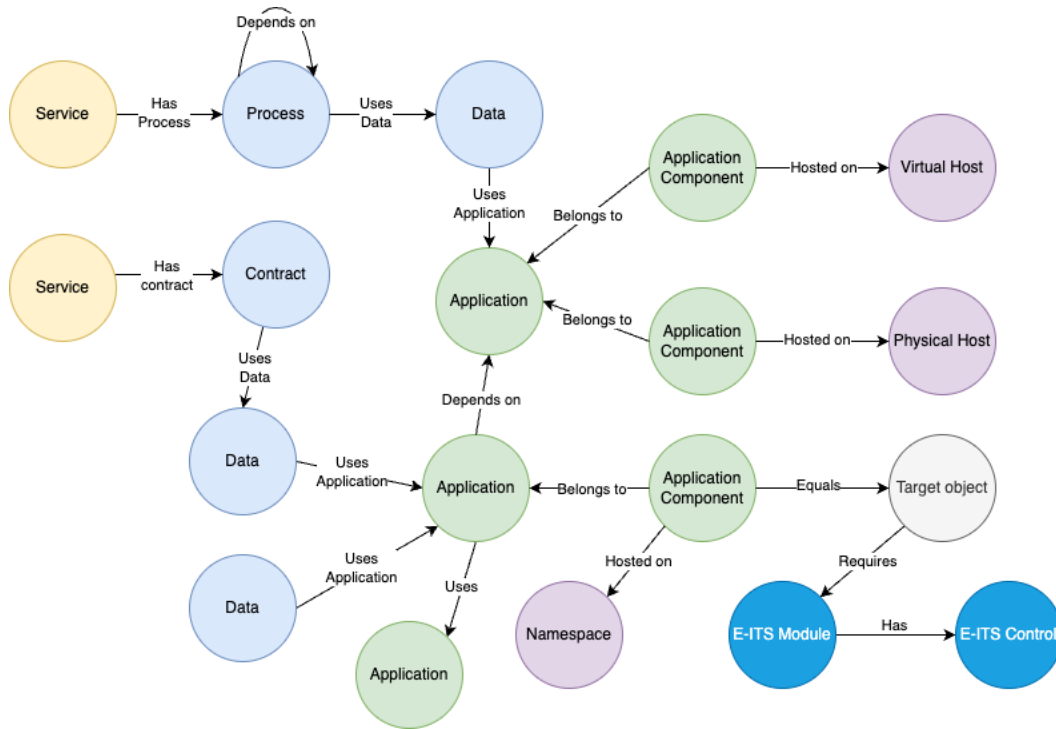 Depends on
Service
Has
Process
Process
Uses
Data
Data
Application
Component
Hosted on
Virtual Host
Uses
Application
Belongs to
Service
Has
contract
Contract
Application
Belongs to
Application
Component
Hosted on
Physical Host
Uses
Data
Depends on
Data
Uses
Application
Application
Belongs to
Application
Component
Equals
Target object
Uses
Application
Hosted on
Requires
Uses
Data
Namespace
E-ITS Module
Has
E-ITS Control
Application